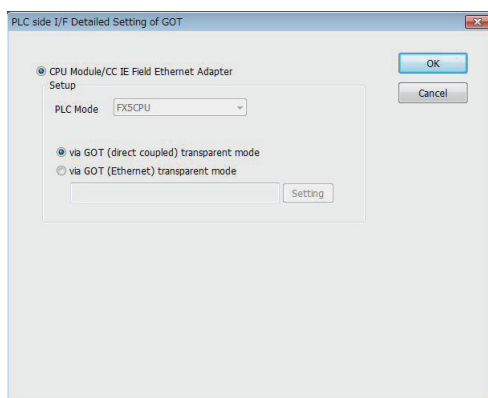 PLC side I/F Detailed Setting of GOT
CPU Module/CC IE Field Ethernet Adapter
OK
Setup
Cancel
PLC Mode FX5CPU
via GOT (direct coupled) transparent mode
via GOT (Ethernet) transparent mode
Setting